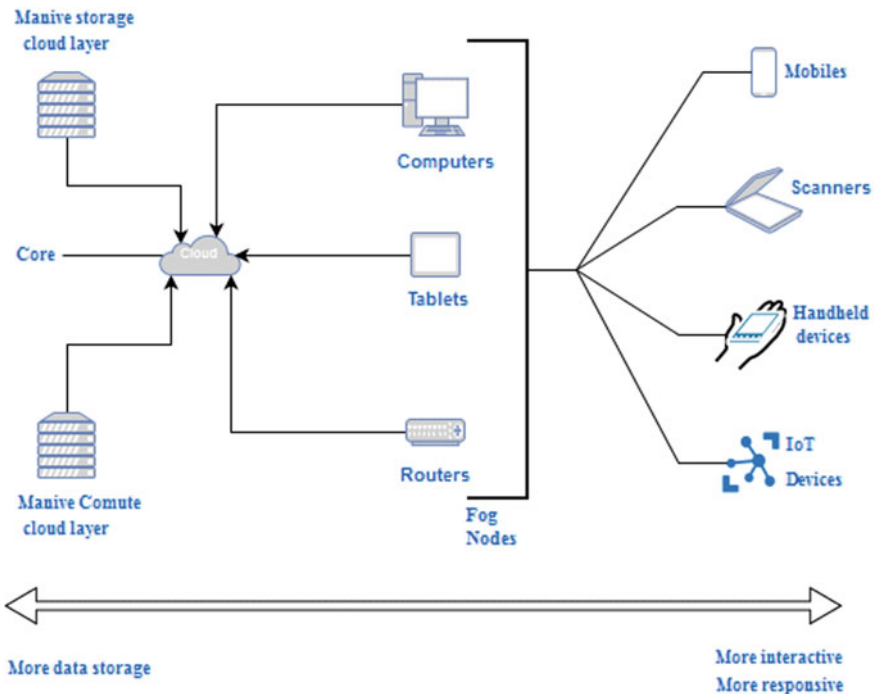 Manive storage
cloud layer
Mobiles
Computers
Scanners
Core
Cloud
Tablets
Handheld
devices
Routers
IoT
Devices
Manive Comute
cloud layer
Fog
Nodes
More data storage
More interactive
More responsive